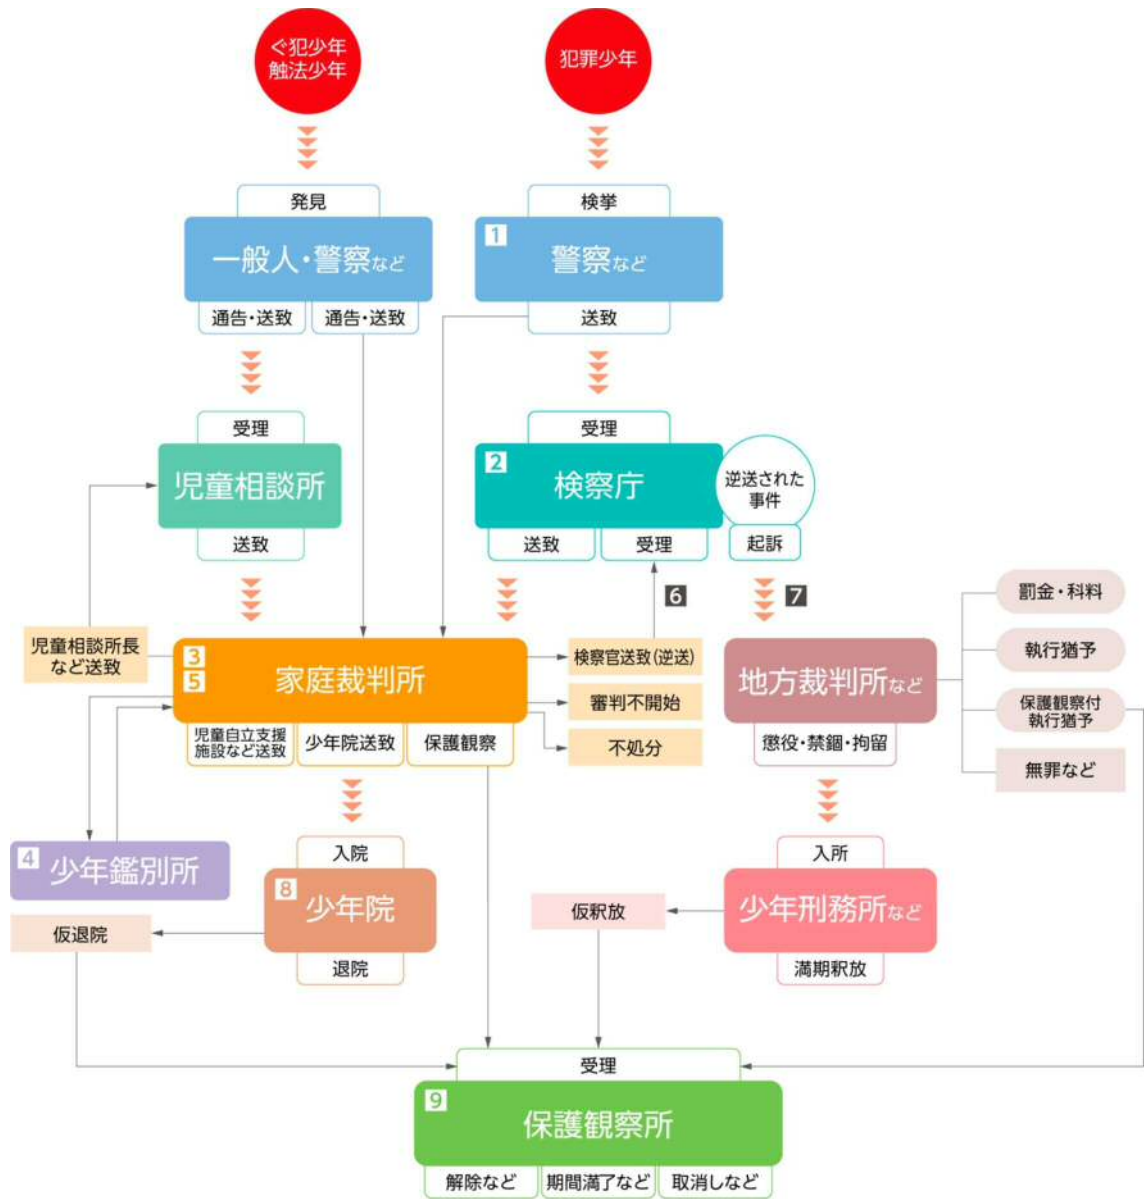 ぐ犯少年
触法少年
犯罪少年
発見
一般人・警察など
通告・送致
通告・送致
検挙
1
警察など
送致
受理
児童相談所
送致
受理
2
検察庁
逆送された
事件
送致
受理
起訴
6
7
児童相談所長
など送致
3
5
家庭裁判所
検察官送致(逆送)
審判不開始
不処分
児童自立支援
施設など送致
少年院送致
保護観察
地方裁判所など
懲役・禁錮・拘留
罰金・科料
執行猶予
保護観察付
執行猶予
無罪など
4
少年鑑別所
入院
8
少年院
退院
仮退院
入所
少年刑務所など
満期釈放
仮釈放
受理
9
保護観察所
解除など
期間満了など
取消しなど